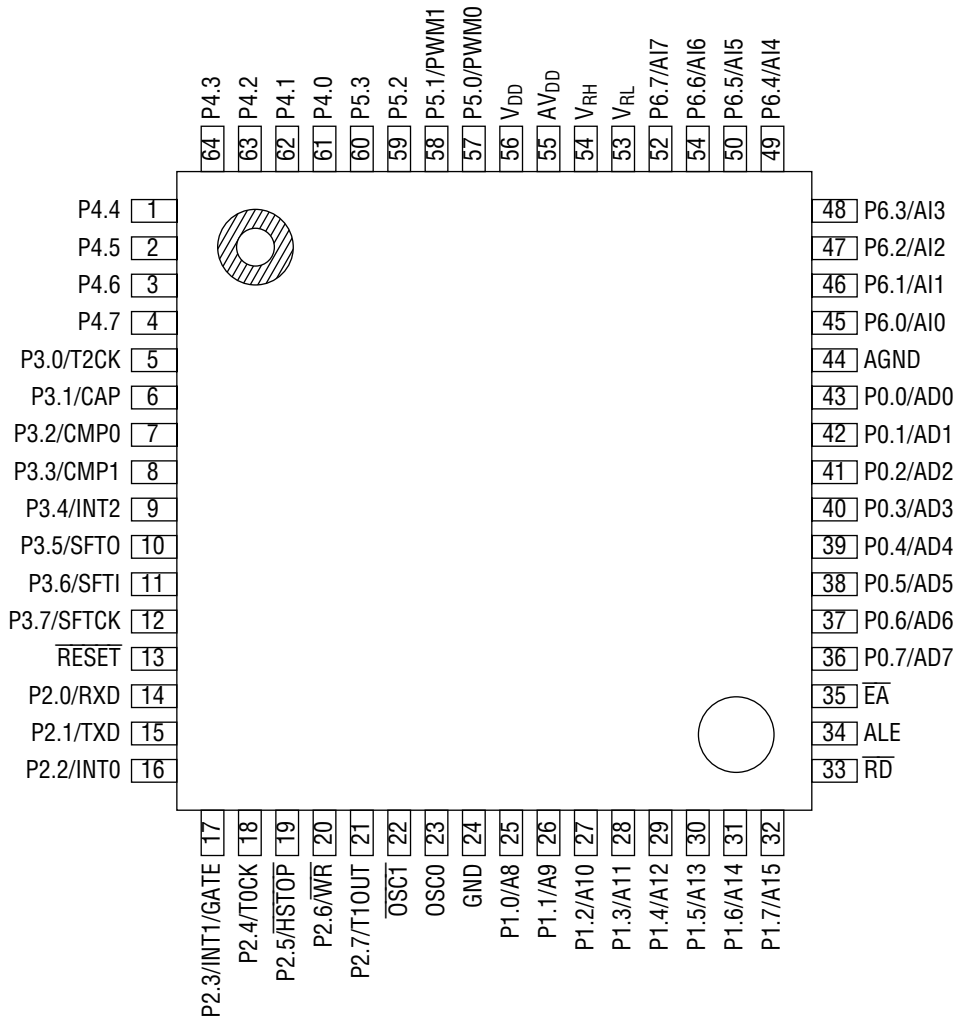 P4.3
P4.2
P4.1
P4.0
P5.3
P5.2
P5.1/PWM1
P5.0/PWM0
VDD
AVDD
VRH
VRL
P6.7/AI7
P6.6/AI6
P6.5/AI5
P6.4/AI4
64
63
62
61
60
59
58
57
56
55
54
53
52
54
50
49
P4.4 1
P4.5 2
P4.6 3
P4.7 4
P3.0/T2CK 5
P3.1/CAP 6
P3.2/CMP0 7
P3.3/CMP1 8
P3.4/INT2 9
P3.5/SFTO 10
P3.6/SFTI 11
P3.7/SFTCK 12
R̅E̅S̅E̅T̅ 13
P2.0/RXD 14
P2.1/TXD 15
P2.2/INT0 16
48 P6.3/AI3
47 P6.2/AI2
46 P6.1/AI1
45 P6.0/AI0
44 AGND
43 P0.0/AD0
42 P0.1/AD1
41 P0.2/AD2
40 P0.3/AD3
39 P0.4/AD4
38 P0.5/AD5
37 P0.6/AD6
36 P0.7/AD7
35 E̅A̅
34 ALE
33 R̅D̅
17
18
19
20
21
22
23
24
25
26
27
28
29
30
31
32
P2.3/INT1/GATE
P2.4/T0CK
P2.5/H̅S̅T̅O̅P̅
P2.6/W̅R̅
P2.7/T1OUT
O̅S̅C̅1̅
OSC0
GND
P1.0/A8
P1.1/A9
P1.2/A10
P1.3/A11
P1.4/A12
P1.5/A13
P1.6/A14
P1.7/A15